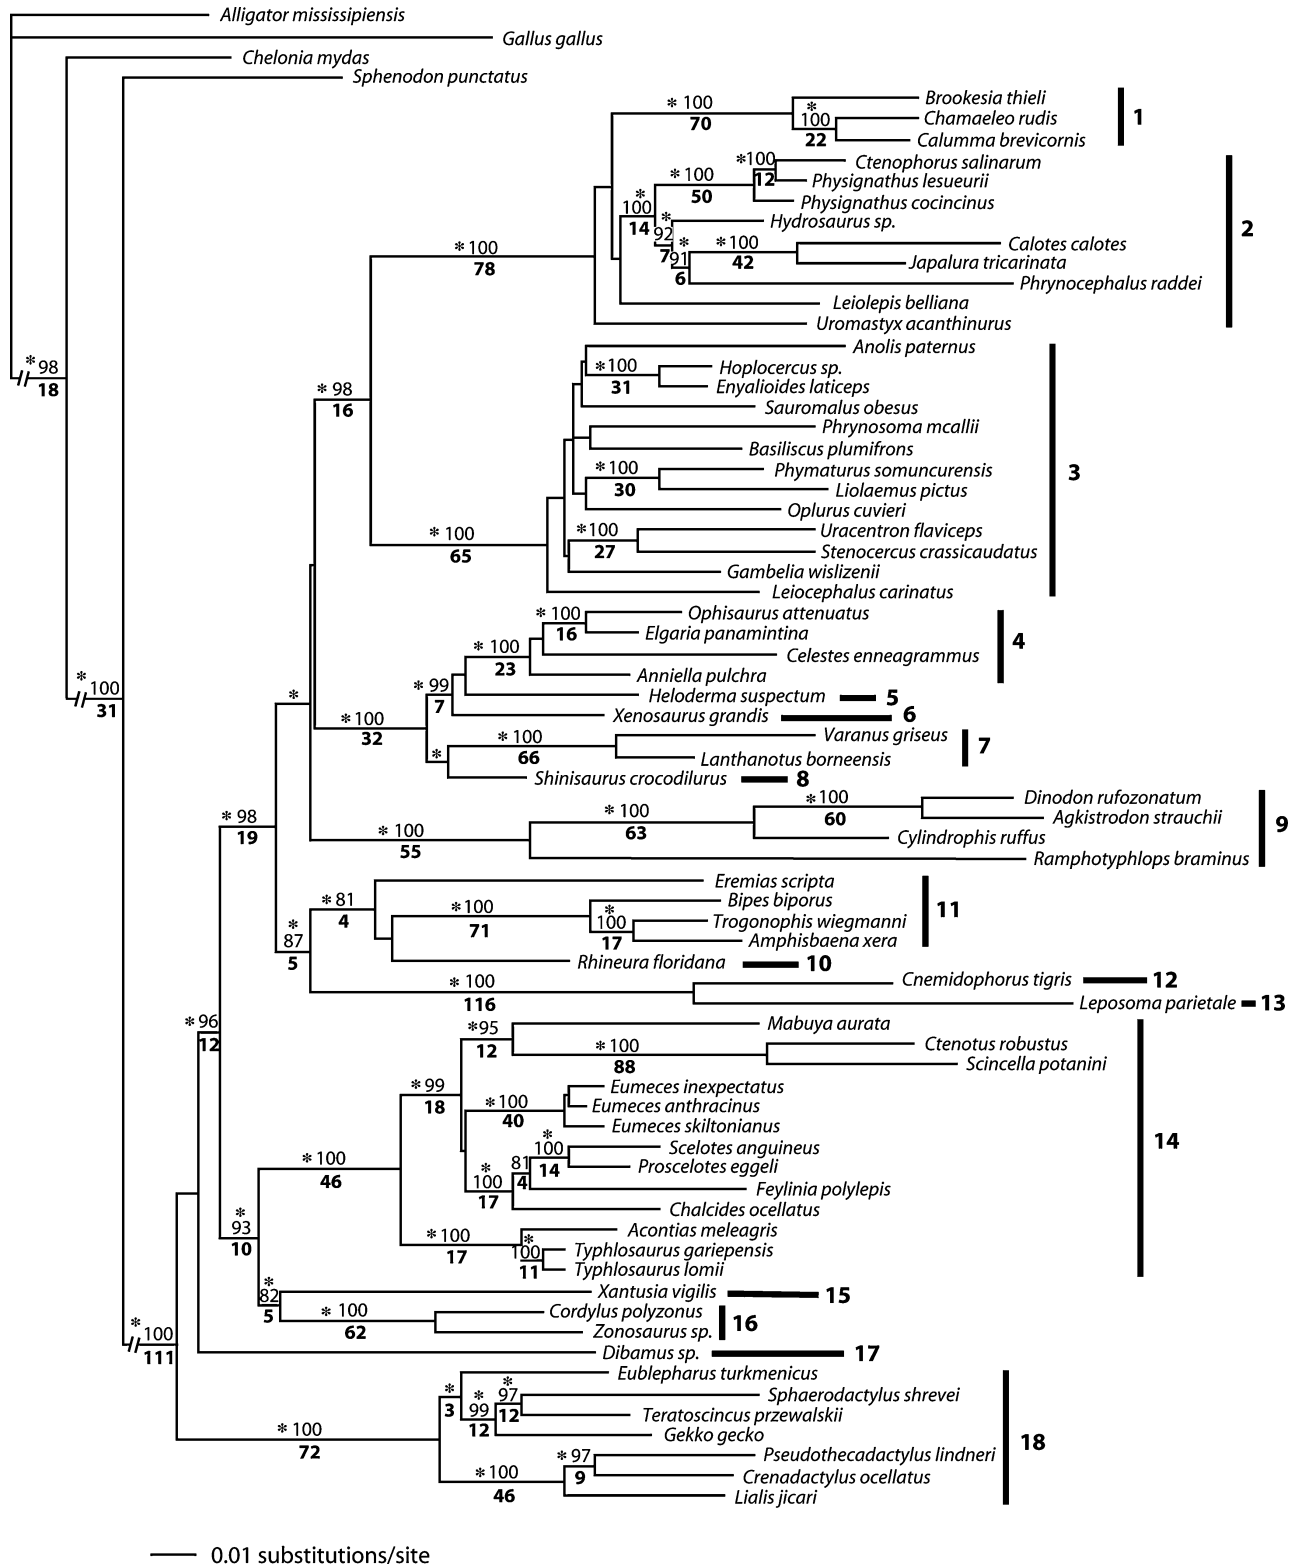 Alligator mississipiensis
Gallus gallus
Chelonia mydas
Sphenodon punctatus
* 100
70
Brookesia thieli
*
100
22
Chamaeleo rudis
1
Calumma brevicornis
*100
12
Ctenophorus salinarum
* 100
50
Physignathus lesueurii
Physignathus cocincinus
*
100
14
Hydrosaurus sp.
2
*
92
7
* 100
78
*
91
6
*100
42
Calotes calotes
Japalura tricarinata
Phrynocephalus raddei
Leiolepis belliana
Uromastyx acanthinurus
Anolis paternus
* 98
18
*100
31
Hoplocercus sp.
Enyalioides laticeps
* 98
16
Sauromalus obesus
Phrynosoma mcallii
Basiliscus plumifrons
*100
30
Phymaturus somuncurensis
3
Liolaemus pictus
Oplurus cuvieri
* 100
65
*100
27
Uracentron flaviceps
Stenocercus crassicaudatus
Gambelia wislizenii
Leiocephalus carinatus
* 100
16
Ophisaurus attenuatus
Elgaria panamintina
4
* 100
23
Celestes enneagrammus
Anniella pulchra
*
100
31
* 99
7
Heloderma suspectum
5
*
*100
32
Xenosaurus grandis
6
* 100
66
Varanus griseus
7
*
Lanthanotus borneensis
Shinisaurus crocodilurus
8
*100
60
Dinodon rufozonatum
* 98
19
* 100
63
Agkistrodon strauchii
9
* 100
55
Cylindrophis ruffus
Ramphotyphlops braminus
* 81
4
Eremias scripta
*100
71
Bipes biporus
*
100
17
Trogonophis wiegmanni
11
Amphisbaena xera
*
87
5
Rhineura floridana
10
* 100
116
Cnemidophorus tigris
12
Leposoma parietale
13
* 96
12
*95
12
Mabuya aurata
* 100
88
Ctenotus robustus
Scincella potanini
* 99
18
Eumeces inexpectatus
* 100
40
Eumeces anthracinus
Eumeces skiltonianus
14
*
100
14
Scelotes anguineus
* 100
46
81
4
Proscelotes eggeli
*
100
17
Feylinia polylepis
Chalcides ocellatus
*
93
10
* 100
17
Acontias meleagris
*
100
11
Typhlosaurus gariepensis
Typhlosaurus lomii
*
82
5
Xantusia vigilis
15
* 100
62
Cordylus polyzonus
16
Zonosaurus sp.
*
100
111
Dibamus sp.
17
Eublepharus turkmenicus
*
3
*
97
12
Sphaerodactylus shrevei
*
99
12
Teratoscincus przewalskii
* 100
72
Gekko gecko
18
* 97
9
Pseudothecadactylus lindneri
* 100
46
Crenadactylus ocellatus
Lialis jicari
0.01 substitutions/site